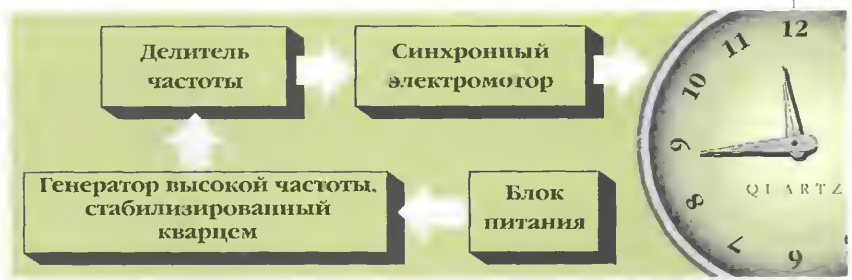 Делитель
частоты
Синхронный
электромотор
Генератор высокой частоты,
стабилизированный
кварцем
Блок
питания
12
11
10
9
8
7
6
QUARTZ